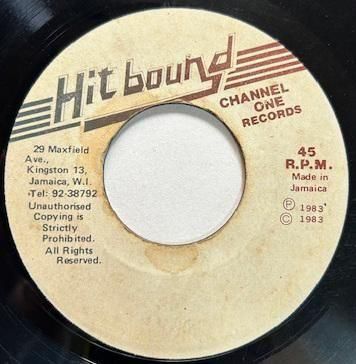 Hit bound
CHANNEL
ONE
RECORDS
29 Maxfield
Ave.,
Kingston 13,
Jamaica, W.I.
Tel: 92-38792
Unauthorised
Copying is
Strictly
Prohibited.
All Rights
Reserved.
45
R.P.M.
Made in
Jamaica
Ⓟ 1983
© 1983